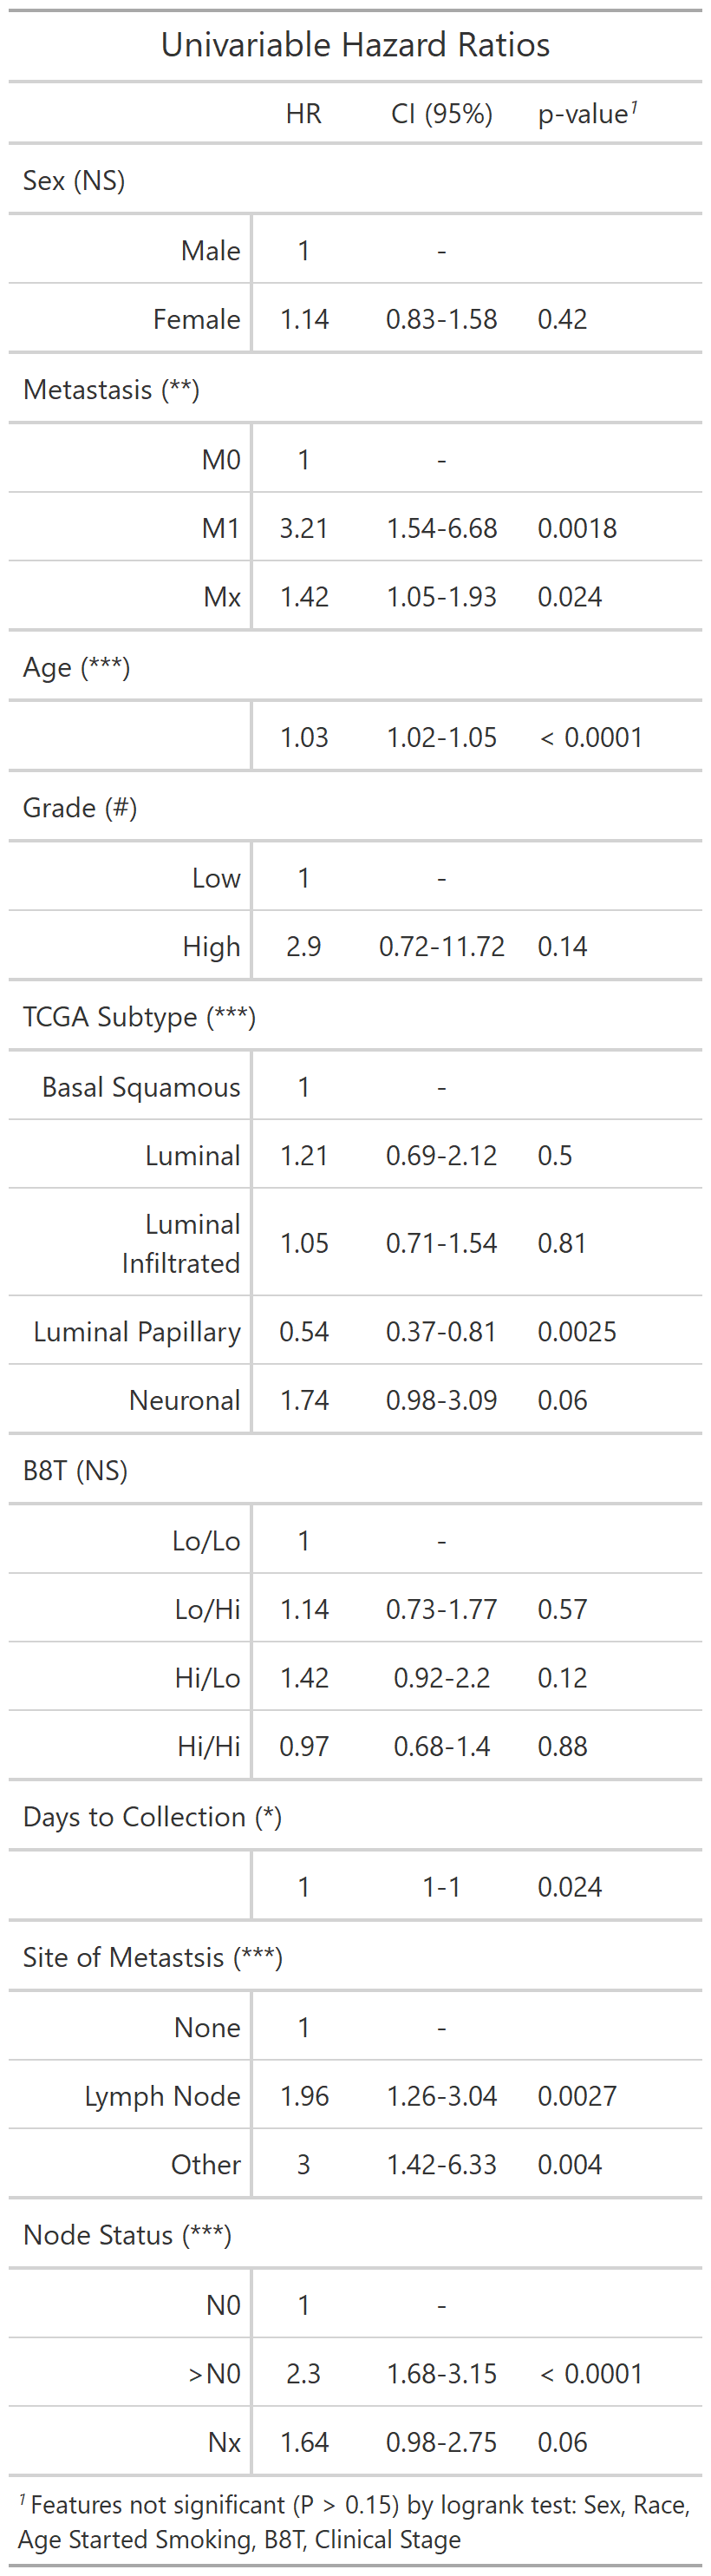 Univariable Hazard Ratios
HR CI (95%) p-value1
Sex (NS)
Male 1 -
Female 1.14 0.83-1.58 0.42
Metastasis (**)
M0 1 -
M1 3.21 1.54-6.68 0.0018
Mx 1.42 1.05-1.93 0.024
Age (***)
1.03 1.02-1.05 < 0.0001
Grade (#)
Low 1 -
High 2.9 0.72-11.72 0.14
TCGA Subtype (***)
Basal Squamous 1 -
Luminal 1.21 0.69-2.12 0.5
Luminal
Infiltrated 1.05 0.71-1.54 0.81
Luminal Papillary 0.54 0.37-0.81 0.0025
Neuronal 1.74 0.98-3.09 0.06
B8T (NS)
Lo/Lo 1 -
Lo/Hi 1.14 0.73-1.77 0.57
Hi/Lo 1.42 0.92-2.2 0.12
Hi/Hi 0.97 0.68-1.4 0.88
Days to Collection (*)
1 1-1 0.024
Site of Metastsis (***)
None 1 -
Lymph Node 1.96 1.26-3.04 0.0027
Other 3 1.42-6.33 0.004
Node Status (***)
N0 1 -
>N0 2.3 1.68-3.15 < 0.0001
Nx 1.64 0.98-2.75 0.06
1 Features not significant (P > 0.15) by logrank test: Sex, Race,
Age Started Smoking, B8T, Clinical Stage